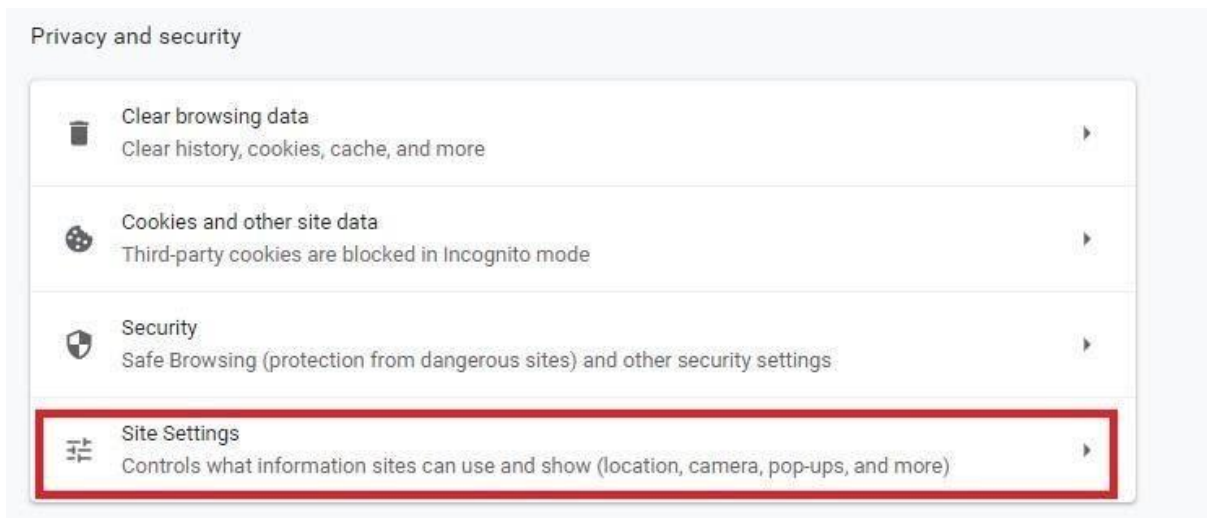 Privacy and security
Clear browsing data
Clear history, cookies, cache, and more
Cookies and other site data
Third-party cookies are blocked in Incognito mode
Security
Safe Browsing (protection from dangerous sites) and other security settings
Site Settings
Controls what information sites can use and show (location, camera, pop-ups, and more)